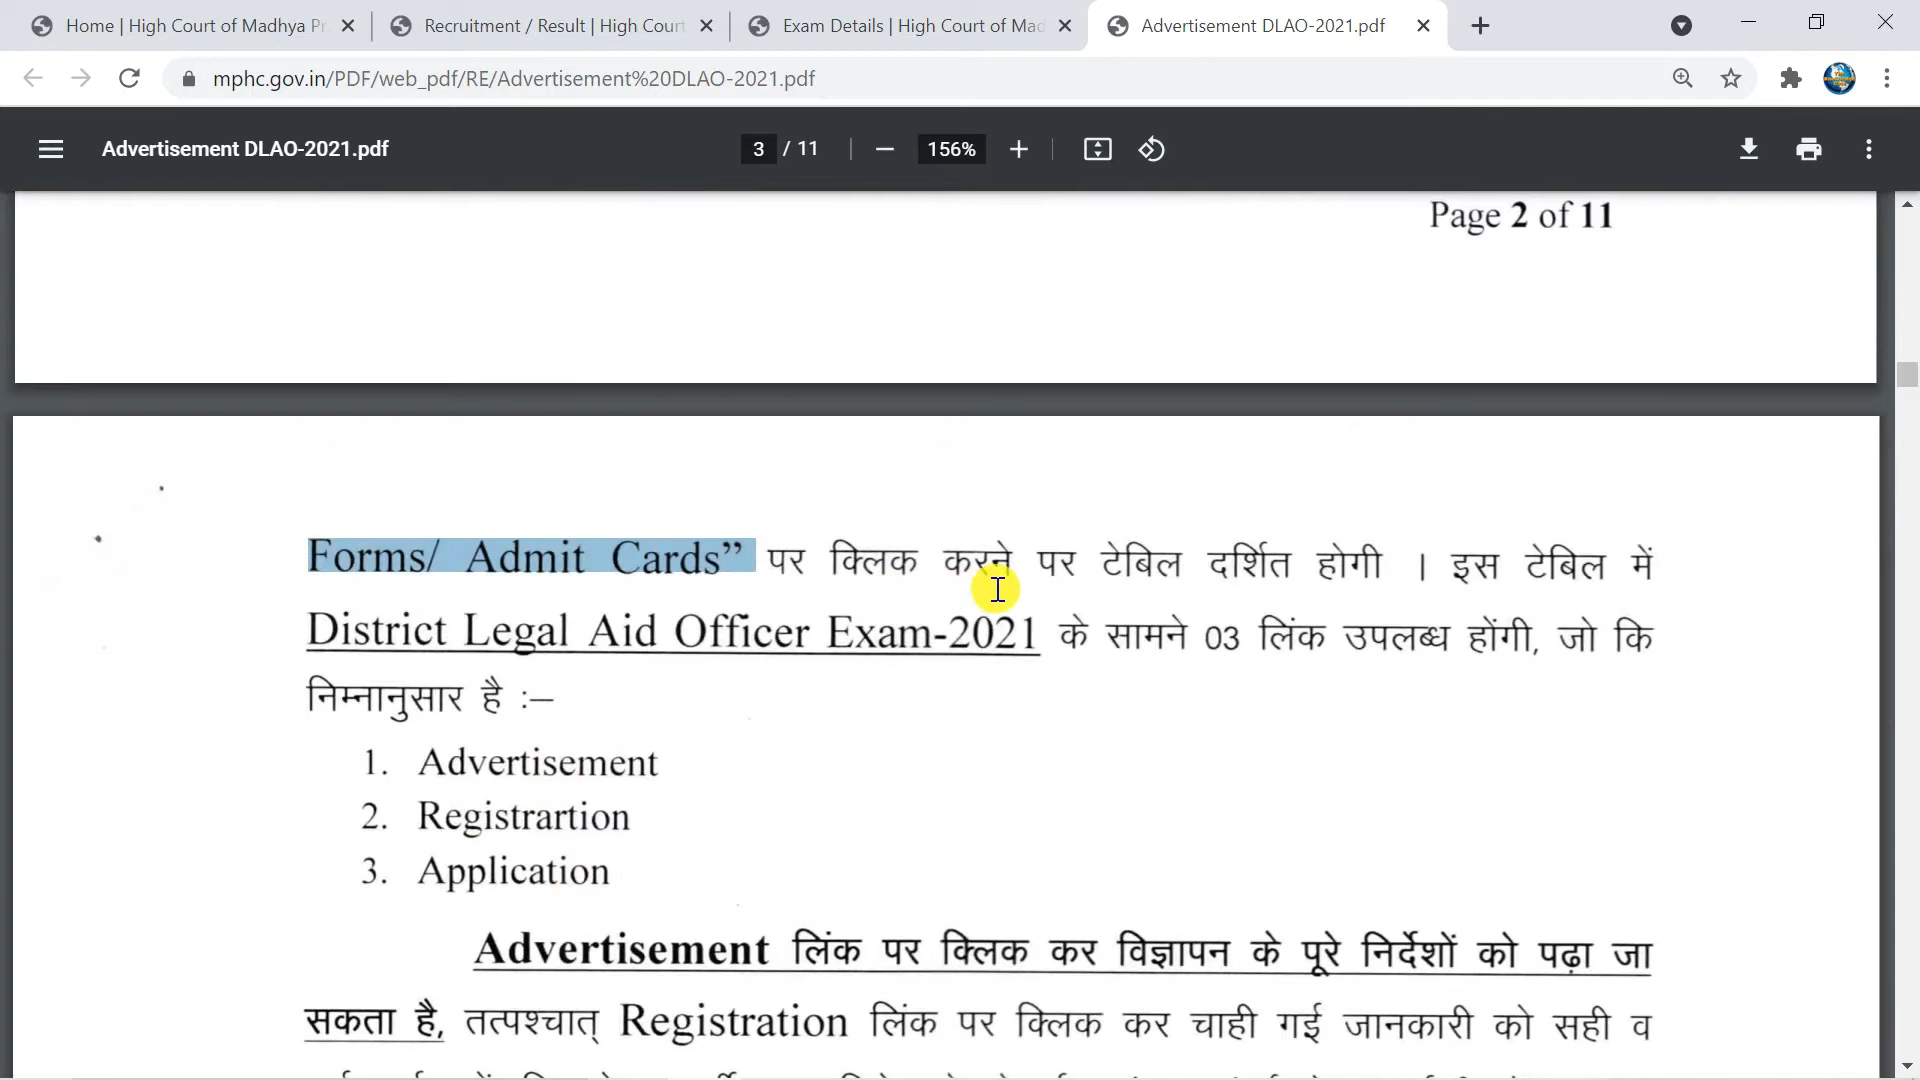 Home | High Court of Madhya Pr
Recruitment / Result | High Court
Exam Details | High Court of Mad
Advertisement DLAO-2021.pdf
mphc.gov.in/PDF/web_pdf/RE/Advertisement%20DLAO-2021.pdf
Advertisement DLAO-2021.pdf
3 / 11
156%
Page 2 of 11
Forms/ Admit Cards” पर क्लिक करने पर टेबिल दर्शित होगी । इस टेबिल में
District Legal Aid Officer Exam-2021 के सामने 03 लिंक उपलब्ध होंगी, जो कि
निम्नानुसार है :–
1. Advertisement
2. Registrartion
3. Application
Advertisement लिंक पर क्लिक कर विज्ञापन के पूरे निर्देशों को पढ़ा जा
सकता है, तत्पश्चात् Registration लिंक पर क्लिक कर चाही गई जानकारी को सही व